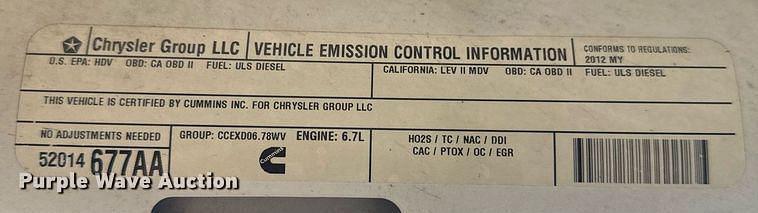 Chrysler Group LLC VEHICLE EMISSION CONTROL INFORMATION CONFORMS TO REGULATIONS:
2012 MY
U.S. EPA: HDV OBD: CA OBD II FUEL: ULS DIESEL
CALIFORNIA: LEV II MDV OBD: CA OBD II FUEL: ULS DIESEL
THIS VEHICLE IS CERTIFIED BY CUMMINS INC. FOR CHRYSLER GROUP LLC
NO ADJUSTMENTS NEEDED
52014 677AA
GROUP: CCEXD06.78WV ENGINE: 6.7L
Cummins
HO2S / TC / NAC / DDI
CAC / PTOX / OC / EGR
Purple Wave Auction